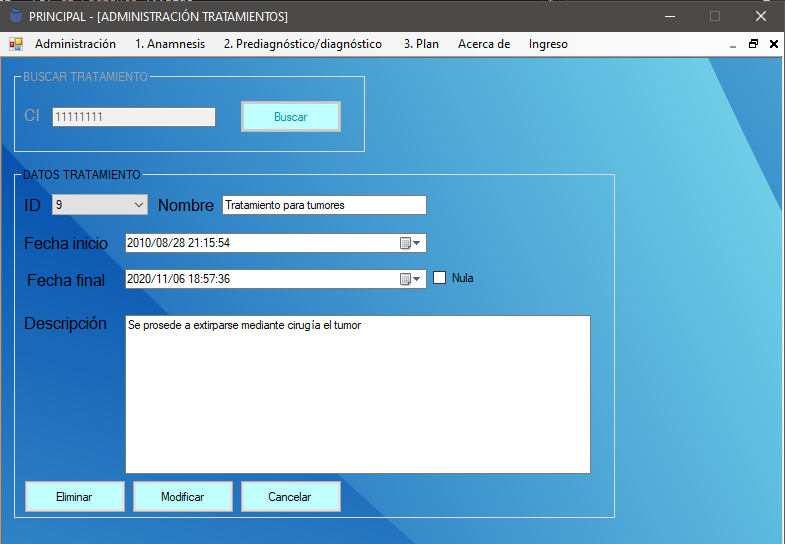 PRINCIPAL - [ADMINISTRACIÓN TRATAMIENTOS]
Administración 1. Anamnesis 2. Prediagnóstico/diagnóstico 3. Plan Acerca de Ingreso
BUSCAR TRATAMIENTO
CI 11111111 Buscar
DATOS TRATAMIENTO
ID 9 Nombre Tratamiento para tumores
Fecha inicio 2010/08/28 21:15:54
Fecha final 2020/11/06 18:57:36 Nula
Descripción Se prosede a extirparse mediante cirugía el tumor
Eliminar Modificar Cancelar